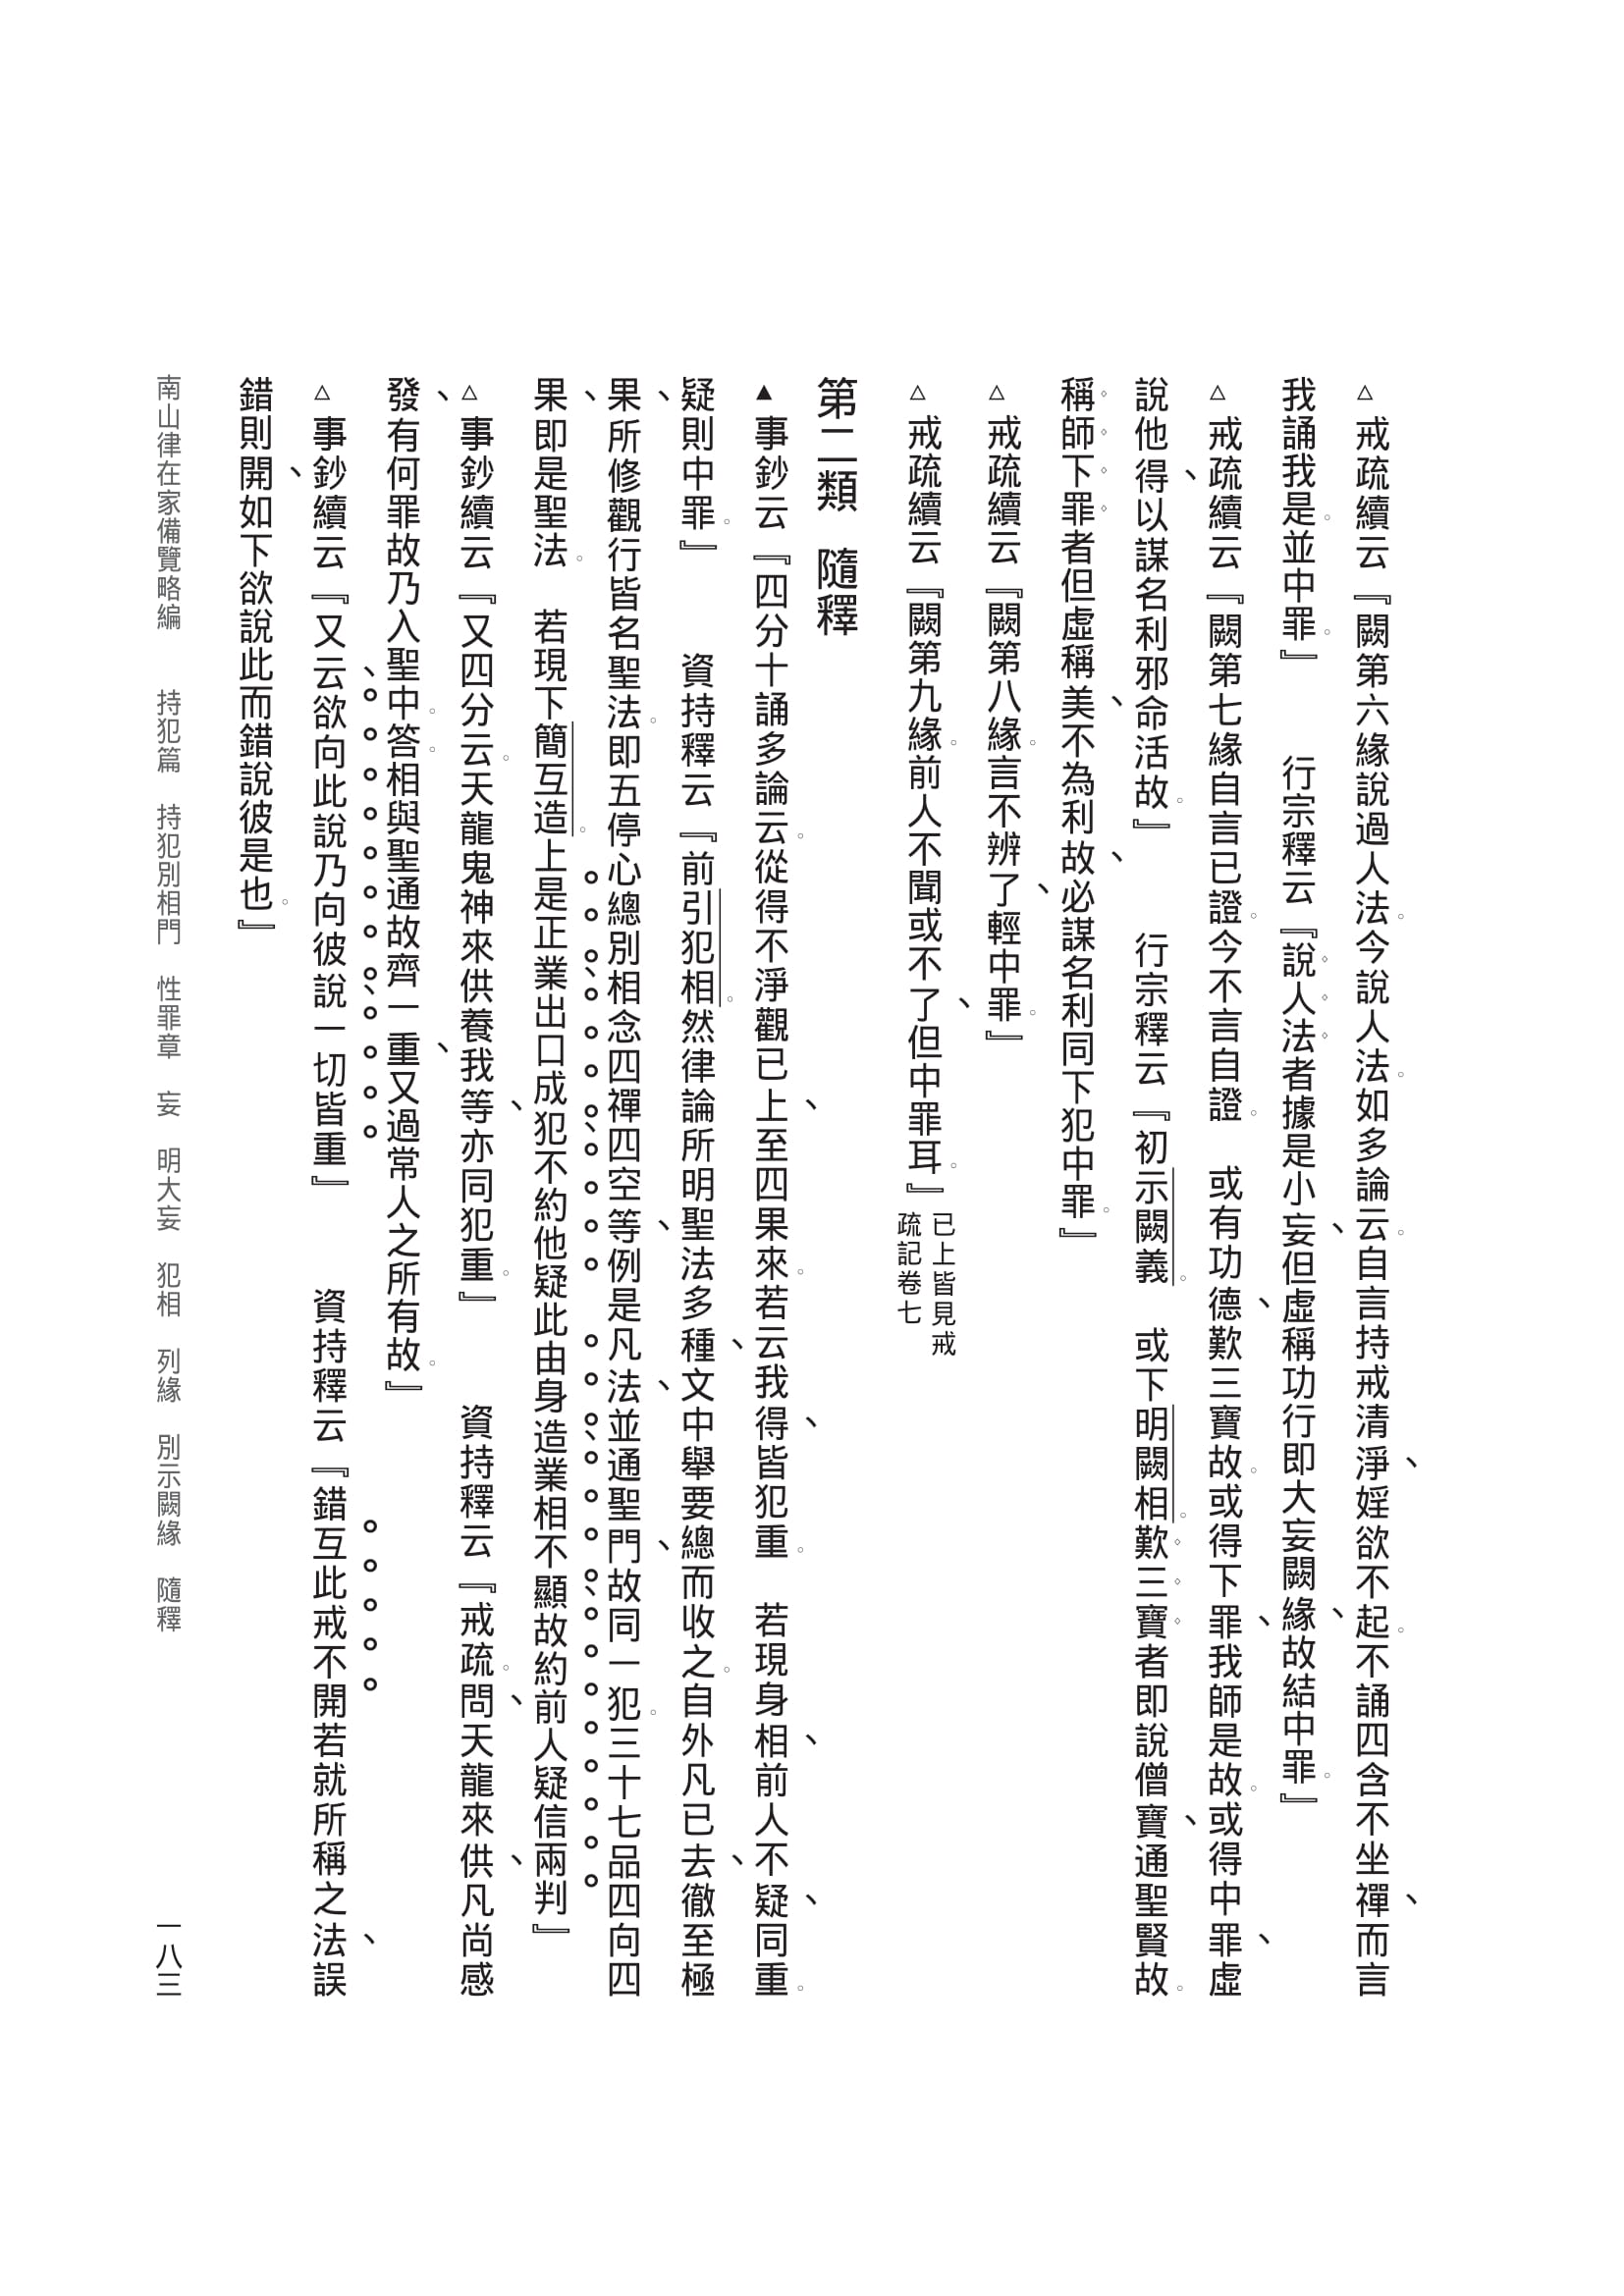 △戒疏續云『闕第六緣說過人法。今說人法。如多論云。自言持戒清淨、婬欲不起。不誦四含不坐禪、而言
我誦我是。並中罪。』　行宗釋云『說人法者據是小妄、但虛稱功行即大妄闕緣、故結中罪。』
△戒疏續云『闕第七緣自言已證。今不言自證。　或有功德、歎三寶故。或得下罪、我師是故。或得中罪、虛
說他得、以謀名利邪命活故。』　行宗釋云『初示闕義。　或下明闕相。歎三寶者即說僧寶、通聖賢故。
稱師下罪者但虛稱美、不為利故、必謀名利同下犯中罪。』
△戒疏續云『闕第八緣。言不辨了、輕中罪。』
△戒疏續云『闕第九緣。前人不聞或不了、但中罪耳。』已上皆見戒
疏記卷七
第二類　隨釋
▲事鈔云『四分十誦多論云。從得不淨觀已上、至四果來。若云我得、皆犯重。　若現身相、前人不疑、同重。
疑則中罪。』　資持釋云『前引犯相。然律論所明聖法多種、文中舉要總而收之。自外凡已去、徹至極
果、所修觀行皆名聖法。即五停心總別相念四禪四空等、例是凡法、並通聖門、故同一犯。三十七品四向四
果、即是聖法。　若現下簡互造。上是正業出口成犯不約他疑此由身造業相不顯故約前人疑信兩判』
△事鈔續云『又四分云。天龍鬼神來供養我等、亦同犯重。』　資持釋云『戒疏。問、天龍來供、凡尚感
發、有何罪故乃入聖中。答。相與聖通故齊一重、又過常人之所有故。』
△事鈔續云『又云、欲向此說乃向彼說一切皆重』　資持釋云『錯互此戒不開若就所稱之法、誤
錯則開、如下欲說此而錯說彼是也。』
南山律在家備覽略編　持犯篇　持犯別相門　性罪章　妄　明大妄　犯相　列緣　別示闕緣　隨釋
一八三